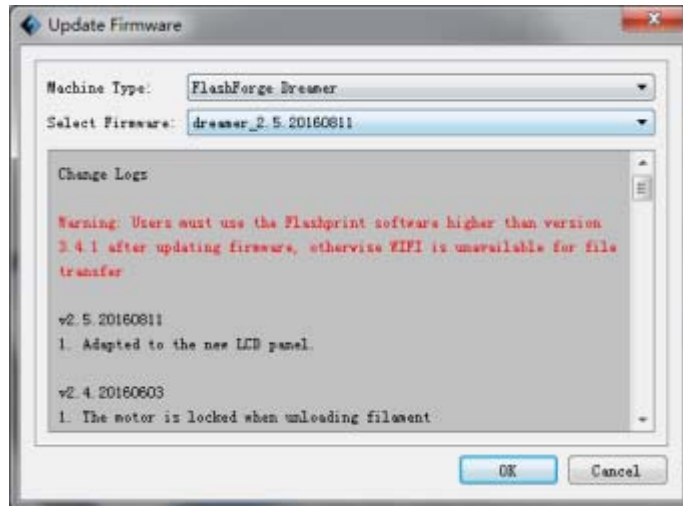 Update Firmware
Machine Type: FlashForge Dreamer
Select Firmware: dreamer_2.5.20160811
Change Logs
Warning: Users must use the Flashprint software higher than version
3.4.1 after updating firmware, otherwise WIFI is unavailable for file
transfer
v2.5.20160811
1. Adapted to the new LCD panel.
v2.4.20160603
1. The motor is locked when unloading filament
OK Cancel